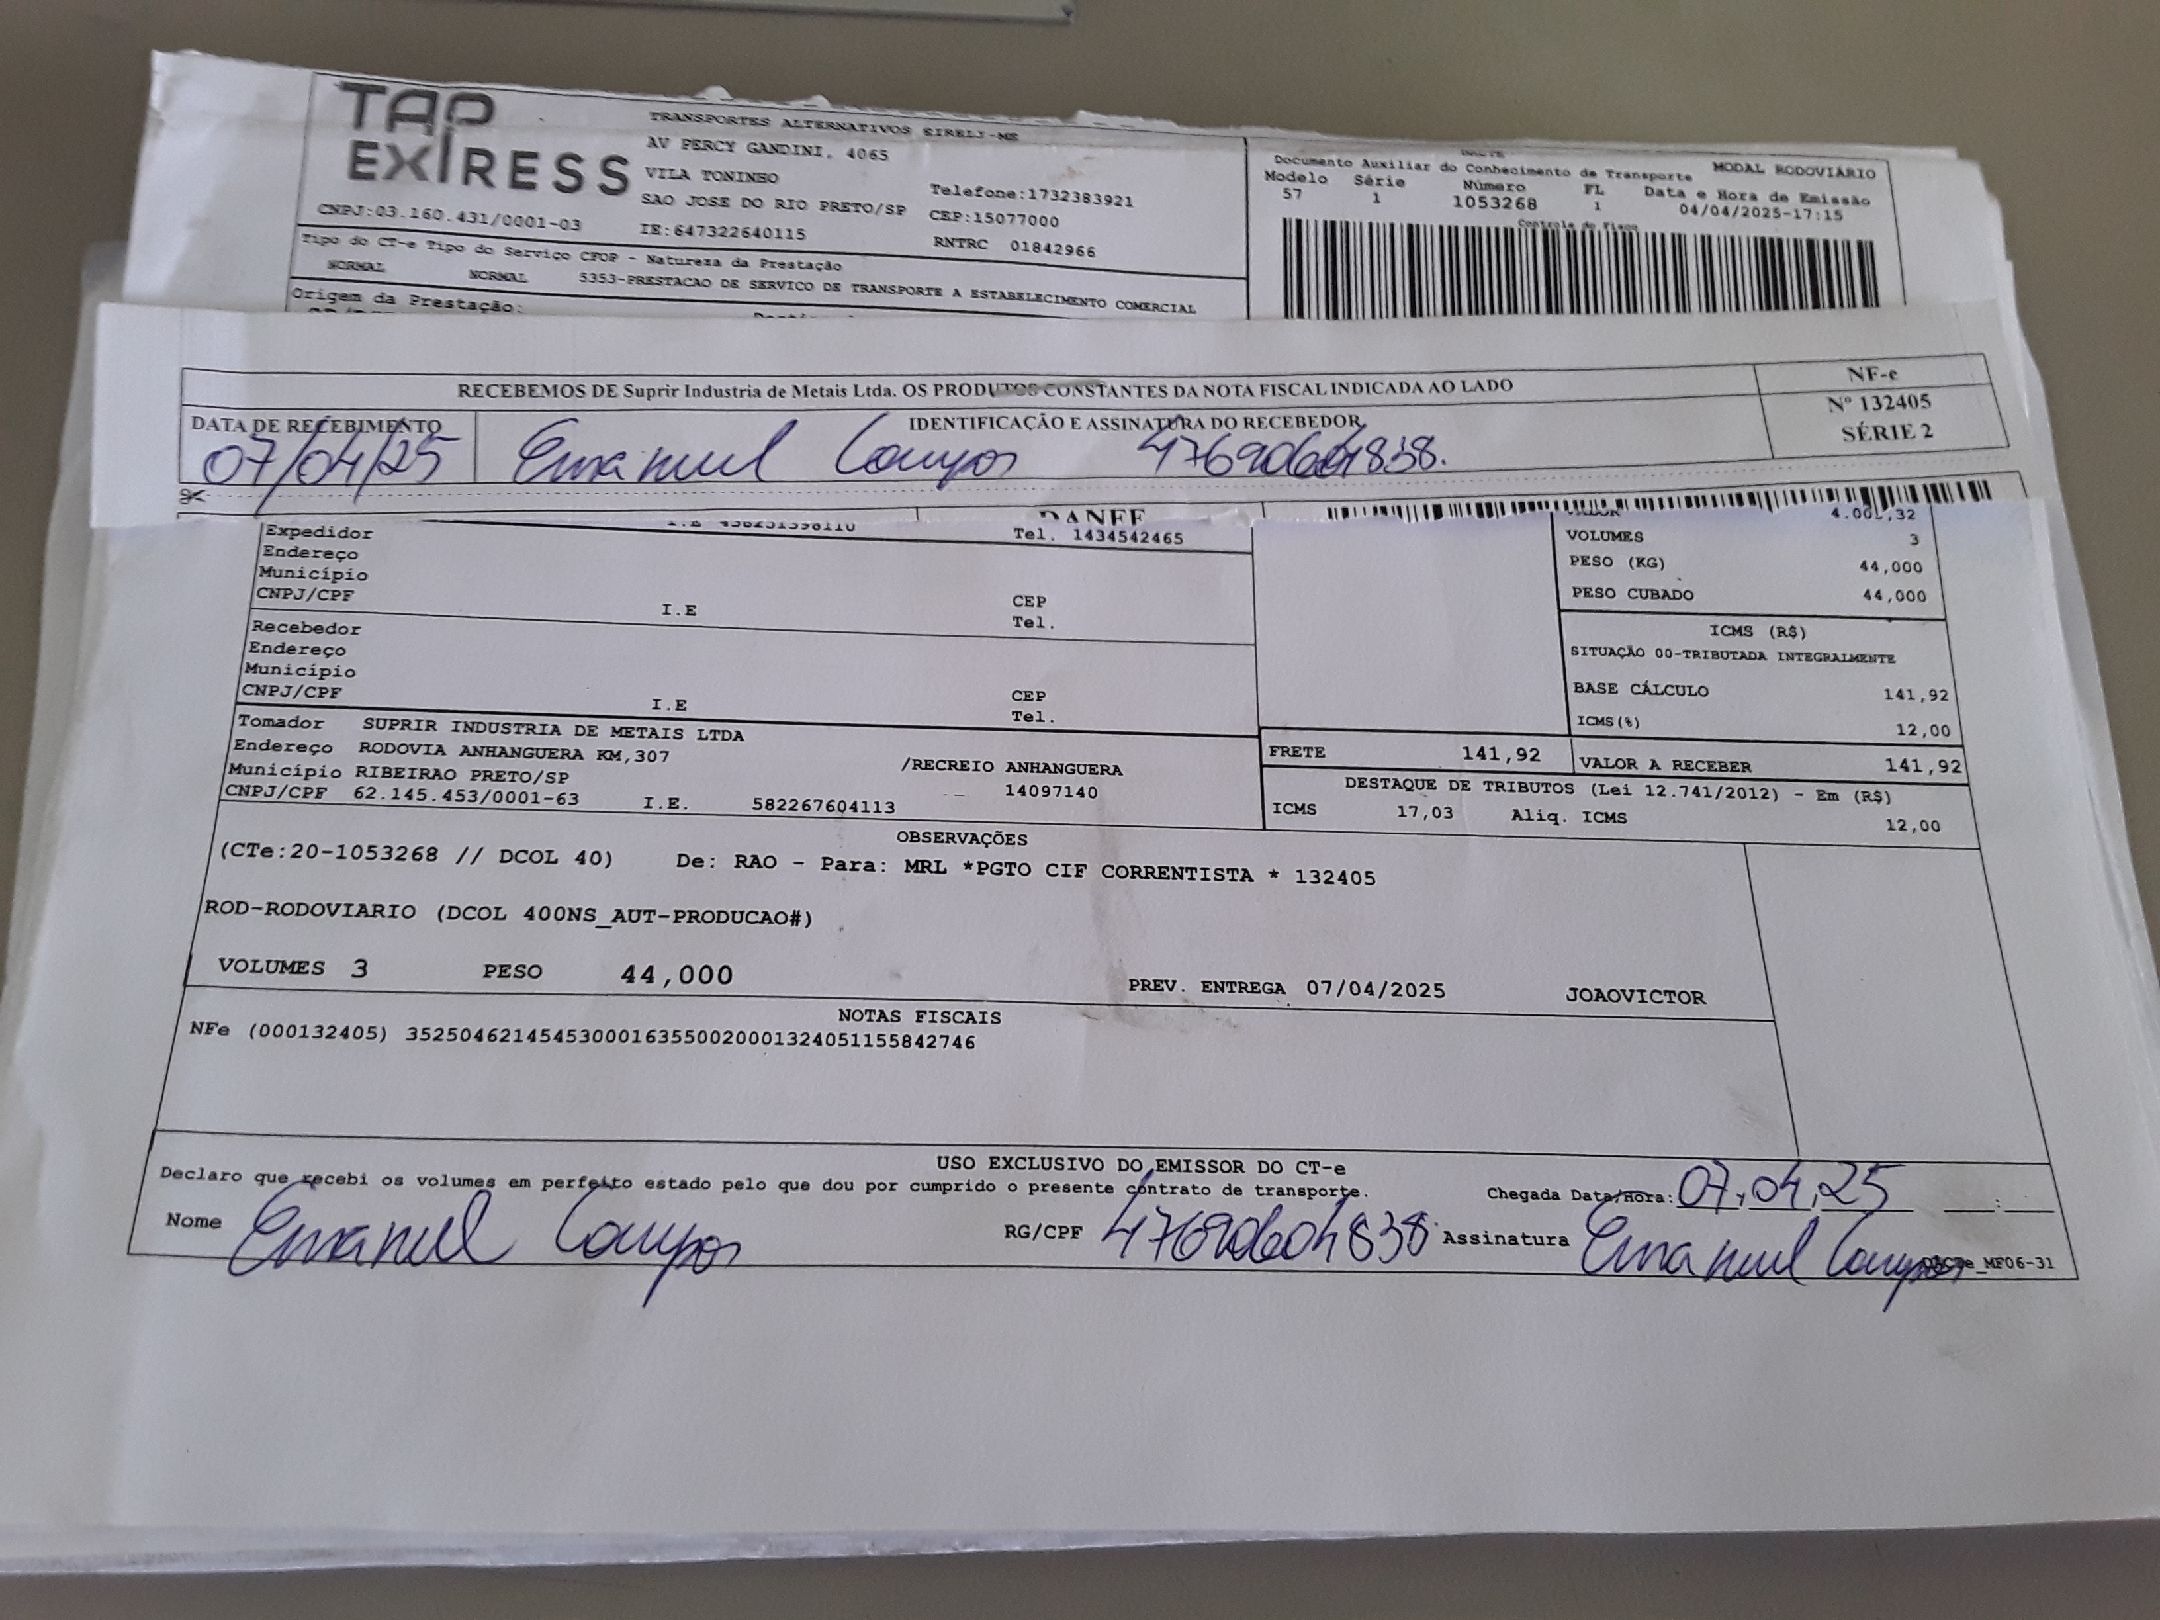 TAP
EXPRESS
TRANSPORTES ALTERNATIVOS EIRELI-ME
AV PERCY GANDINI, 4065
VILA TONINHO
SAO JOSE DO RIO PRETO/SP
Telefone:1732383921
CEP:15077000
CNPJ:03.160.431/0001-03
IE:647322640115
RNTRC 01842966
Tipo do CT-e Tipo do Serviço CFOP - Natureza da Prestação
NORMAL NORMAL 5353-PRESTACAO DE SERVICO DE TRANSPORTE A ESTABELECIMENTO COMERCIAL
Origem da Prestação:
DACTE
Documento Auxiliar do Conhecimento de Transporte MODAL RODOVIÁRIO
Modelo Série Número FL Data e Hora de Emissão
57 1 1053268 1 04/04/2025-17:15
Controle do Fisco
RECEBEMOS DE Suprir Industria de Metais Ltda. OS PRODUTOS CONSTANTES DA NOTA FISCAL INDICADA AO LADO
NF-e
Nº 132405
SÉRIE 2
DATA DE RECEBIMENTO
IDENTIFICAÇÃO E ASSINATURA DO RECEBEDOR
07/04/25 Emanuel Campos 47690604838.
DANFE
Tel. 1434542465
Expedidor
Endereço
Município
CNPJ/CPF I.E CEP
Tel.
Recebedor
Endereço
Município
CNPJ/CPF I.E CEP
Tel.
VALOR
VOLUMES 3
PESO (KG) 44,000
PESO CUBADO 44,000
ICMS (R$)
SITUAÇÃO 00-TRIBUTADA INTEGRALMENTE
BASE CÁLCULO 141,92
ICMS(%) 12,00
Tomador SUPRIR INDUSTRIA DE METAIS LTDA
Endereço RODOVIA ANHANGUERA KM,307 /RECREIO ANHANGUERA
Município RIBEIRAO PRETO/SP 14097140
CNPJ/CPF 62.145.453/0001-63 I.E. 582267604113
FRETE 141,92 VALOR A RECEBER 141,92
DESTAQUE DE TRIBUTOS (Lei 12.741/2012) - Em (R$)
ICMS 17,03 Aliq. ICMS 12,00
OBSERVAÇÕES
(CTe:20-1053268 // DCOL 40) De: RAO - Para: MRL *PGTO CIF CORRENTISTA * 132405
ROD-RODOVIARIO (DCOL 400NS_AUT-PRODUCAO#)
VOLUMES 3 PESO 44,000 PREV. ENTREGA 07/04/2025 JOAOVICTOR
NOTAS FISCAIS
NFe (000132405) 35250462145453000163550020001324051155842746
USO EXCLUSIVO DO EMISSOR DO CT-e
Declaro que recebi os volumes em perfeito estado pelo que dou por cumprido o presente contrato de transporte.
Chegada Data/Hora: 07,04,25 :
Nome Emanuel Campos RG/CPF 47690604838 Assinatura Emanuel Campos
MF06-31